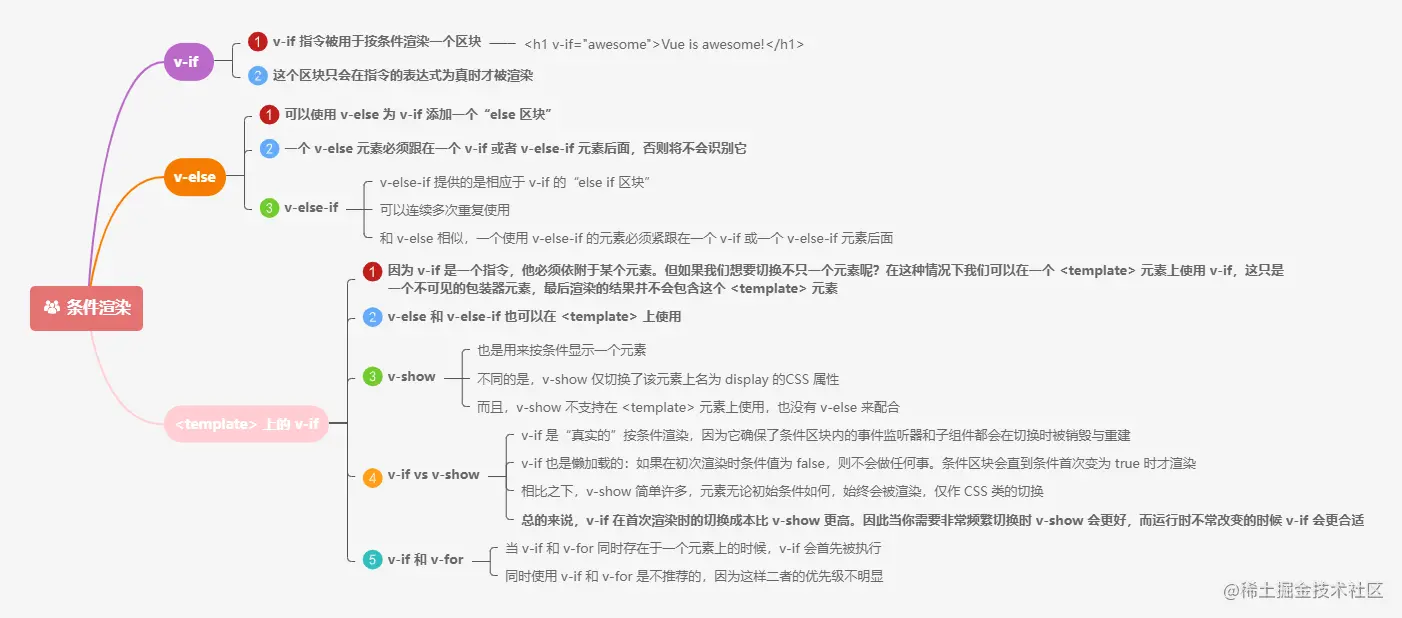 条件渲染
v-if
1 v-if 指令被用于按条件渲染一个区块
<h1 v-if="awesome">Vue is awesome!</h1>
2 这个区块只会在指令的表达式为真时才被渲染
v-else
1 可以使用 v-else 为 v-if 添加一个“else 区块”
2 一个 v-else 元素必须跟在一个 v-if 或者 v-else-if 元素后面，否则将不会识别它
3 v-else-if
v-else-if 提供的是相应于 v-if 的“else if 区块”
可以连续多次重复使用
和 v-else 相似，一个使用 v-else-if 的元素必须紧跟在一个 v-if 或一个 v-else-if 元素后面
<template> 上的 v-if
1 因为 v-if 是一个指令，他必须依附于某个元素。但如果我们想要切换不只一个元素呢？在这种情况下我们可以在一个 <template> 元素上使用 v-if，这只是
一个不可见的包装器元素，最后渲染的结果并不会包含这个 <template> 元素
2 v-else 和 v-else-if 也可以在 <template> 上使用
3 v-show
也是用来按条件显示一个元素
不同的是，v-show 仅切换了该元素上名为 display 的CSS 属性
而且，v-show 不支持在 <template> 元素上使用，也没有 v-else 来配合
4 v-if vs v-show
v-if 是“真实的”按条件渲染，因为它确保了条件区块内的事件监听器和子组件都会在切换时被销毁与重建
v-if 也是懒加载的：如果在初次渲染时条件值为 false，则不会做任何事。条件区块会直到条件首次变为 true 时才渲染
相比之下，v-show 简单许多，元素无论初始条件如何，始终会被渲染，仅作 CSS 类的切换
总的来说，v-if 在首次渲染时的切换成本比 v-show 更高。因此当你需要非常频繁切换时 v-show 会更好，而运行时不常改变的时候 v-if 会更合适
5 v-if 和 v-for
当 v-if 和 v-for 同时存在于一个元素上的时候，v-if 会首先被执行
同时使用 v-if 和 v-for 是不推荐的，因为这样二者的优先级不明显
@稀土掘金技术社区